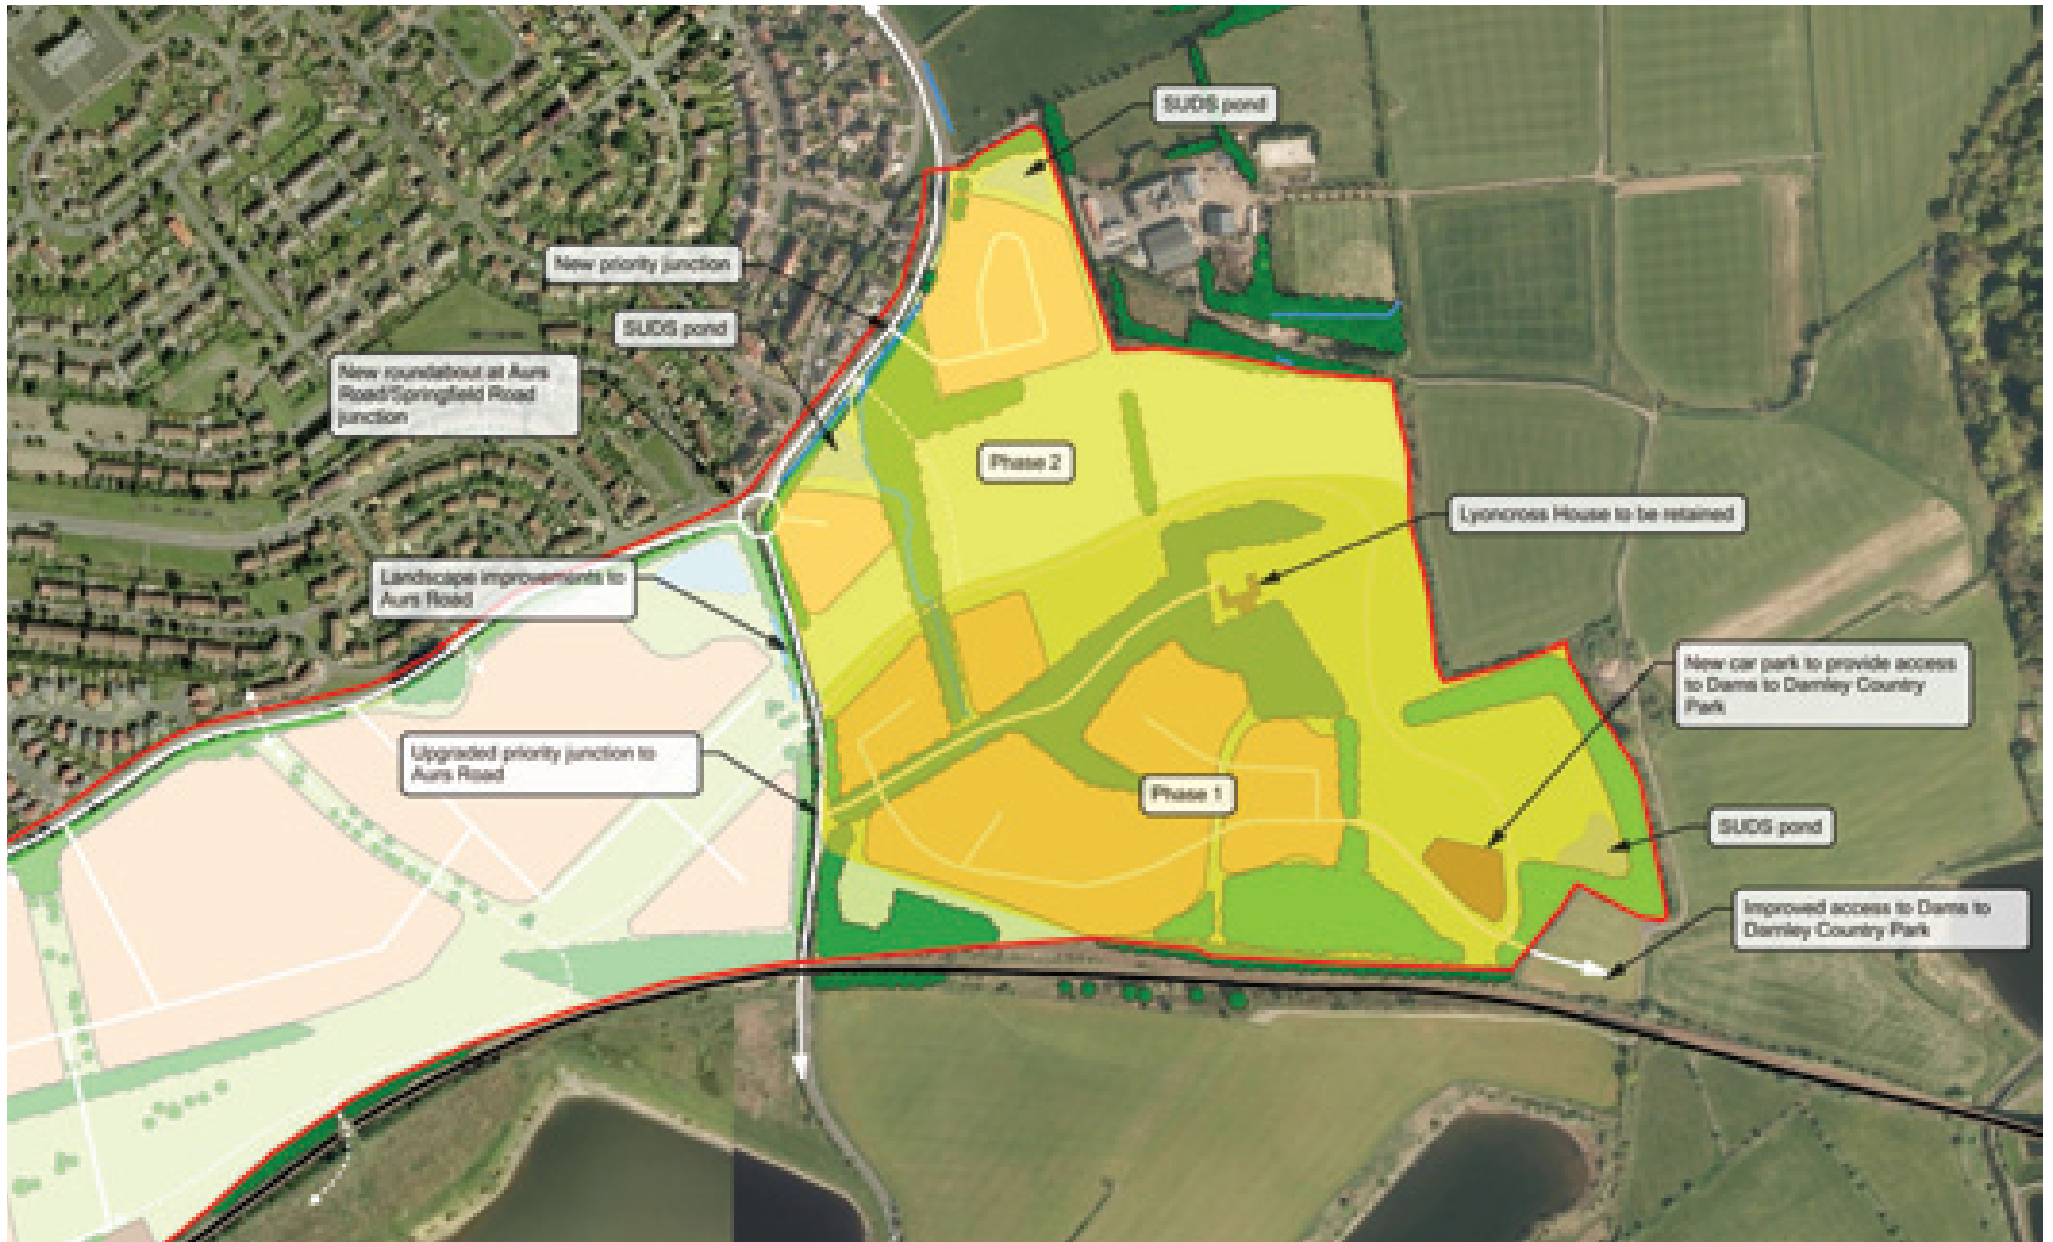 SUDS pond
New priority junction
SUDS pond
New roundabout at Aurs
Road/Springfield Road
junction
Phase 2
Lyoncross House to be retained
Landscape improvements to
Aurs Road
New car park to provide access
to Dams to Darnley Country
Park
Upgraded priority junction to
Aurs Road
Phase 1
SUDS pond
Improved access to Dams to
Darnley Country Park